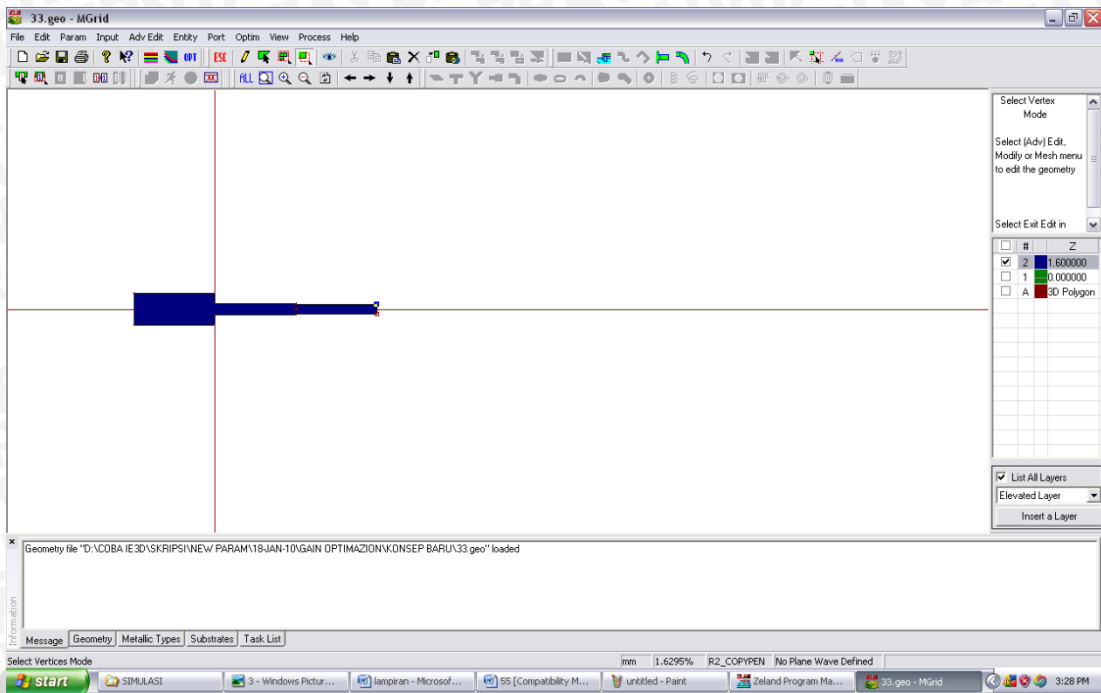 33.geo - MGrid
File Edit Param Input Adv Edit Entity Port Optim View Process Help
OPT ESC
ALL
Select Vertex
Mode
Select (Adv) Edit,
Modify or Mesh menu
to edit the geometry
Select Exit Edit in
# Z
2 1.600000
1 0.000000
A 3D Polygon
List All Layers
Elevated Layer
Insert a Layer
Geometry file "D:\COBA IE3D\SKRIPSI\NEW PARAM\18-JAN-10\GAIN OPTIMAZION\KONSEP BARU\33.geo" loaded
Information
Message Geometry Metallic Types Substrates Task List
Select Vertices Mode mm 1.6295% R2_COPYPEN No Plane Wave Defined
start SIMULASI 3 - Windows Pictur... lampiran - Microsof... 55 [Compatibility M... untitled - Paint Zeland Program Ma... 33.geo - MGrid 3:28 PM